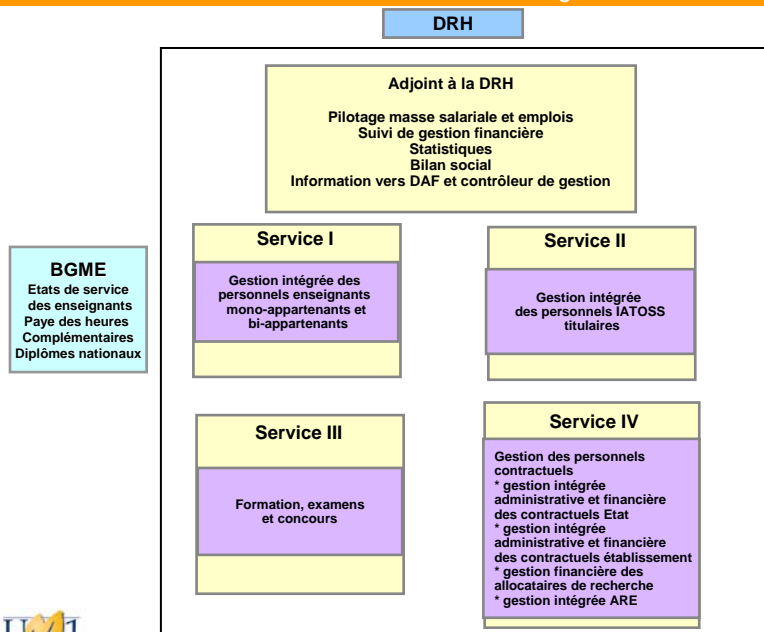 DRH
Adjoint à la DRH
Pilotage masse salariale et emplois
Suivi de gestion financière
Statistiques
Bilan social
Information vers DAF et contrôleur de gestion
BGME
Etats de service
des enseignants
Paye des heures
Complémentaires
Diplômes nationaux
Service I
Gestion intégrée des
personnels enseignants
mono-appartenants et
bi-appartenants
Service II
Gestion intégrée
des personnels IATOSS
titulaires
Service III
Formation, examens
et concours
Service IV
Gestion des personnels
contractuels
* gestion intégrée
administrative et financière
des contractuels Etat
* gestion intégrée
administrative et financière
des contractuels établissement
* gestion financière des
allocataires de recherche
* gestion intégrée ARE